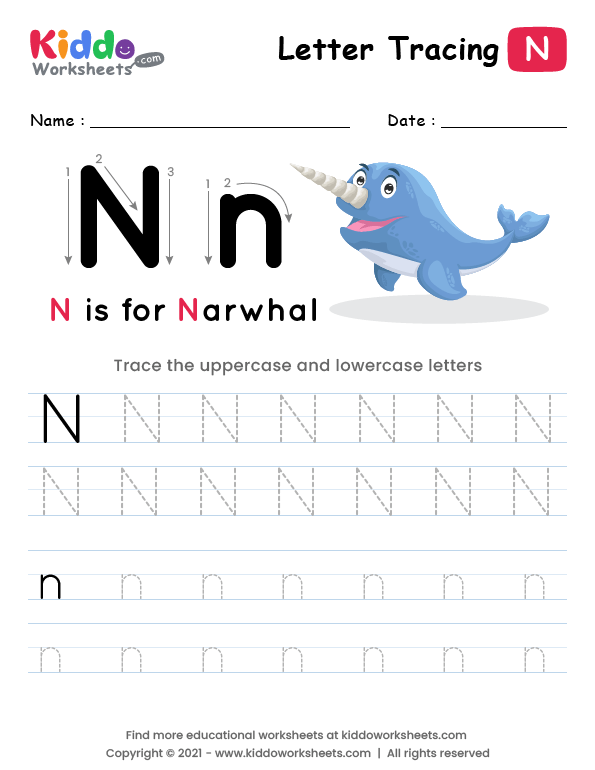 Kiddo
Worksheets.com
Letter Tracing N
Name : Date :
1 2 3 1 2
N n
N is for Narwhal
Trace the uppercase and lowercase letters
N N N N N N N
N N N N N N N
n n n n n n n
n n n n n n n
Find more educational worksheets at kiddoworksheets.com
Copyright © 2021 - www.kiddoworksheets.com | All rights reserved